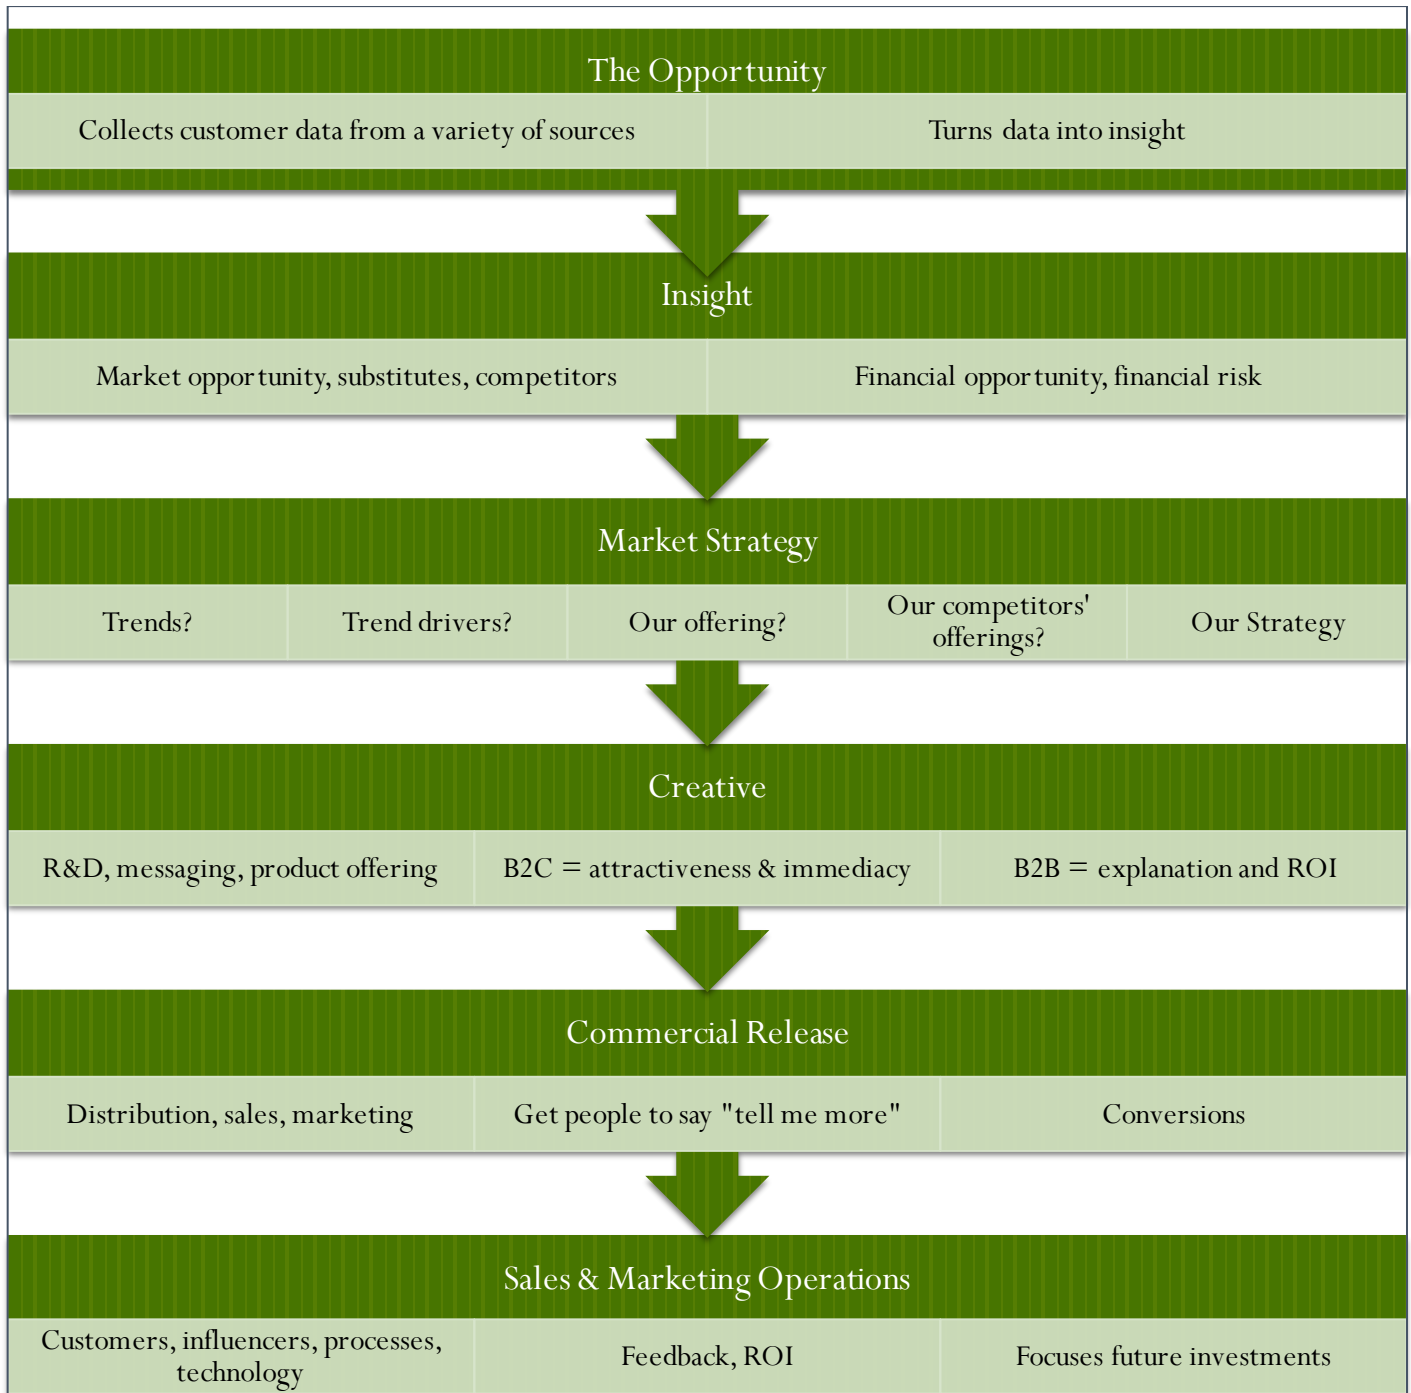 The Opportunity
Collects customer data from a variety of sources
Turns data into insight
Insight
Market opportunity, substitutes, competitors
Financial opportunity, financial risk
Market Strategy
Trends?
Trend drivers?
Our offering?
Our competitors'
offerings?
Our Strategy
Creative
R&D, messaging, product offering
B2C = attractiveness & immediacy
B2B = explanation and ROI
Commercial Release
Distribution, sales, marketing
Get people to say "tell me more"
Conversions
Sales & Marketing Operations
Customers, influencers, processes,
technology
Feedback, ROI
Focuses future investments